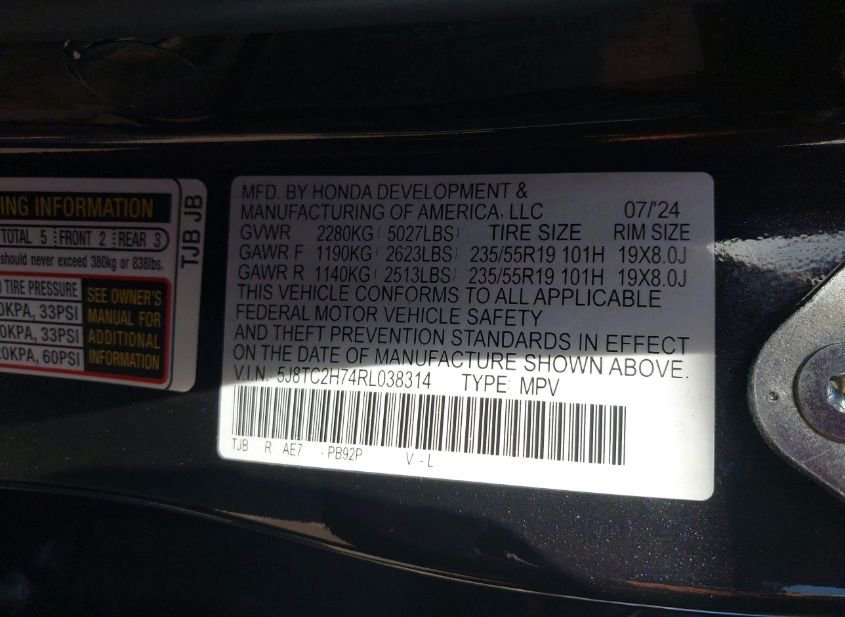 ING INFORMATION
TOTAL 5 FRONT 2 REAR 3
should never exceed 380kg or 838lbs.
TIRE PRESSURE
0KPA, 33PSI
0KPA, 33PSI
20KPA, 60PSI
SEE OWNER'S
MANUAL FOR
ADDITIONAL
INFORMATION
TJB JB
MFD. BY HONDA DEVELOPMENT &
MANUFACTURING OF AMERICA, LLC 07/'24
GVWR 2280KG ( 5027LBS) TIRE SIZE RIM SIZE
GAWR F 1190KG ( 2623LBS) 235/55R19 101H 19X8.0J
GAWR R 1140KG ( 2513LBS) 235/55R19 101H 19X8.0J
THIS VEHICLE CONFORMS TO ALL APPLICABLE
FEDERAL MOTOR VEHICLE SAFETY
AND THEFT PREVENTION STANDARDS IN EFFECT
ON THE DATE OF MANUFACTURE SHOWN ABOVE.
V.I.N: 5J8TC2H74RL038314 TYPE: MPV
TJB R AE7 -PB92P V - L